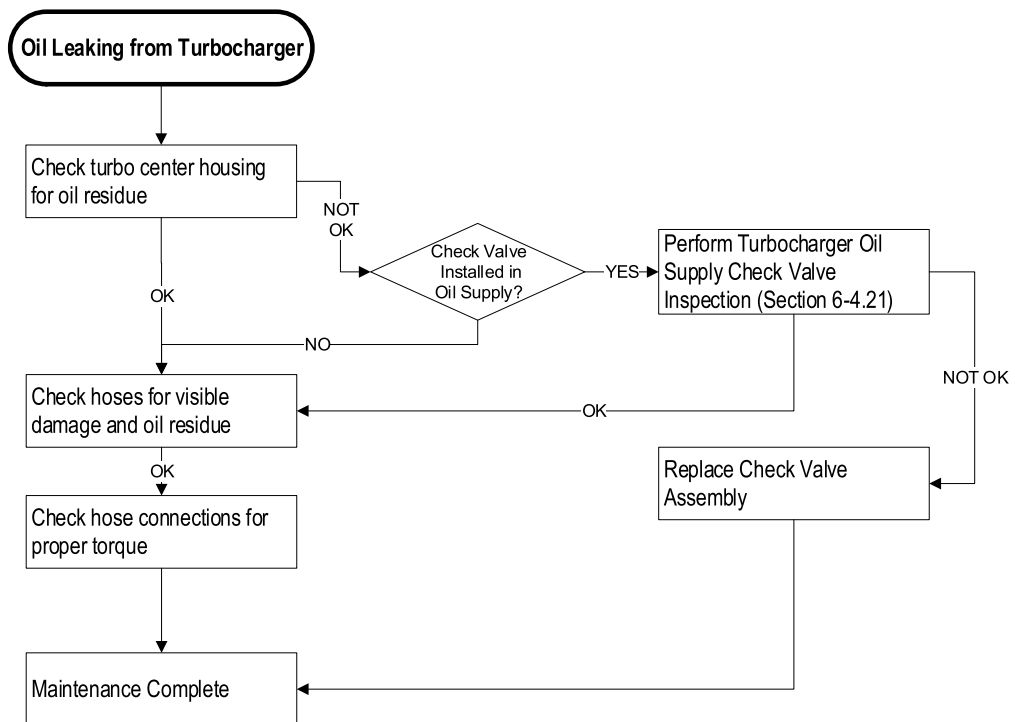 Oil Leaking from Turbocharger
Check turbo center housing
for oil residue
NOT
OK
Check Valve
Installed in
Oil Supply?
YES
Perform Turbocharger Oil
Supply Check Valve
Inspection (Section 6-4.21)
OK
NO
NOT OK
Check hoses for visible
damage and oil residue
OK
OK
Replace Check Valve
Assembly
Check hose connections for
proper torque
Maintenance Complete